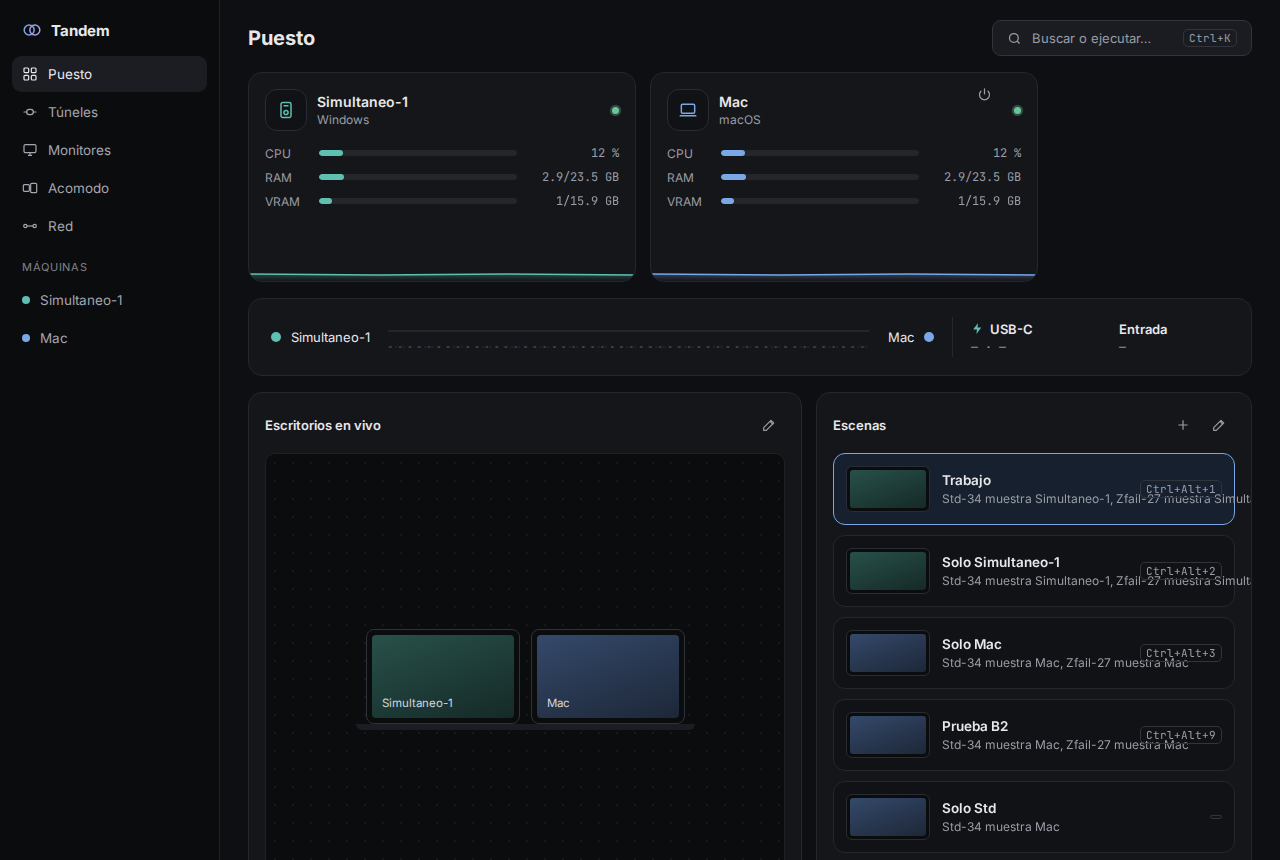 Tandem
Puesto
Túneles
Monitores
Acomodo
Red
MÁQUINAS
Simultaneo-1
Mac
Puesto
Buscar o ejecutar... Ctrl+K
Simultaneo-1
Windows
CPU 12 %
RAM 2.9/23.5 GB
VRAM 1/15.9 GB
Mac
macOS
CPU 12 %
RAM 2.9/23.5 GB
VRAM 1/15.9 GB
Simultaneo-1
Mac
USB-C
– · –
Entrada
–
Escritorios en vivo
Simultaneo-1
Mac
Escenas
Trabajo
Ctrl+Alt+1
Std-34 muestra Simultaneo-1, Zfail-27 muestra Simult
Solo Simultaneo-1
Ctrl+Alt+2
Std-34 muestra Simultaneo-1, Zfail-27 muestra Simult
Solo Mac
Ctrl+Alt+3
Std-34 muestra Mac, Zfail-27 muestra Mac
Prueba B2
Ctrl+Alt+9
Std-34 muestra Mac, Zfail-27 muestra Mac
Solo Std
Std-34 muestra Mac